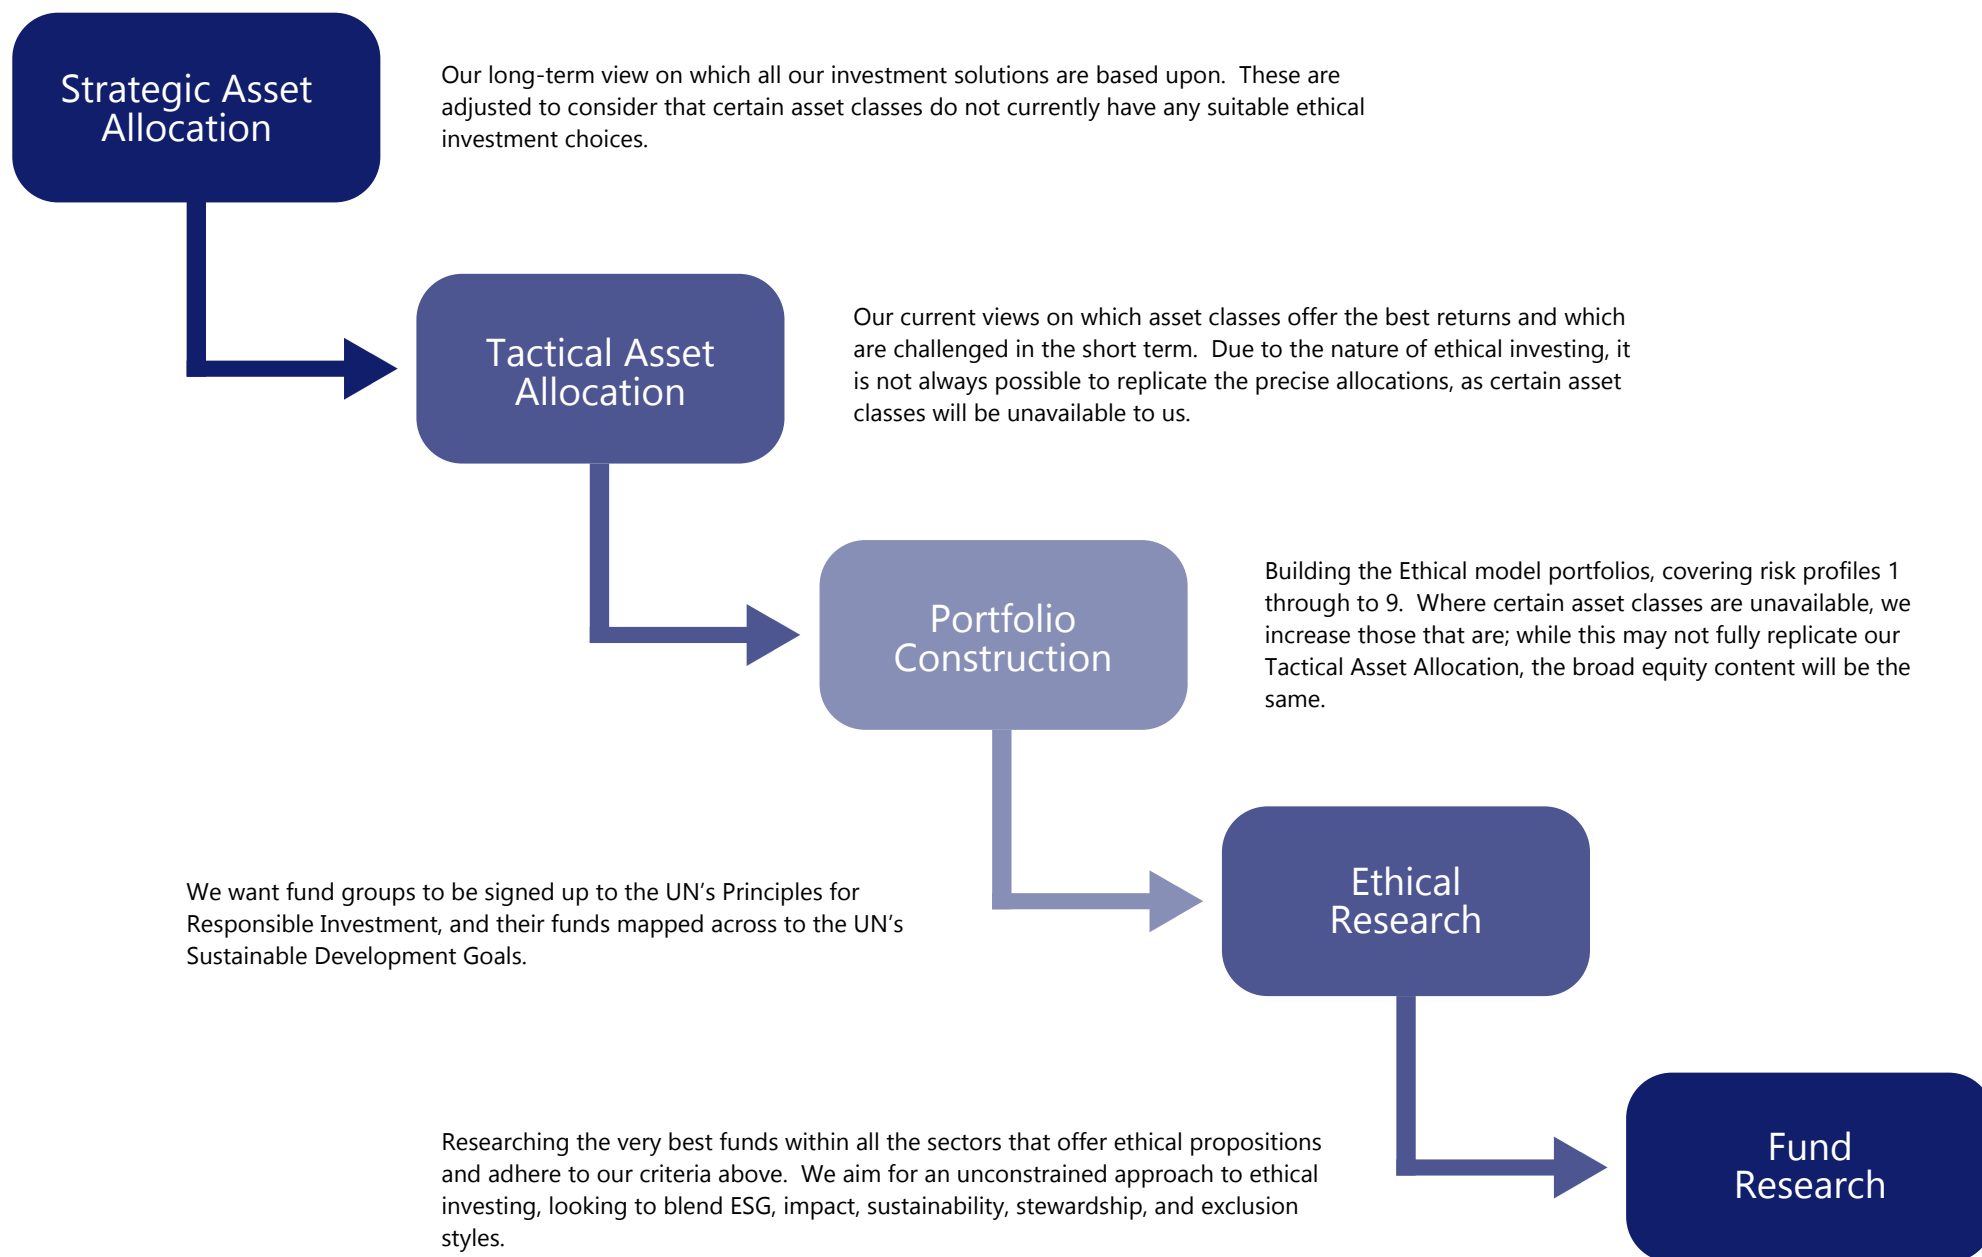 Strategic Asset
Allocation
Our long-term view on which all our investment solutions are based upon.  These are
adjusted to consider that certain asset classes do not currently have any suitable ethical
investment choices.
Tactical Asset
Allocation
Our current views on which asset classes offer the best returns and which
are challenged in the short term.  Due to the nature of ethical investing, it
is not always possible to replicate the precise allocations, as certain asset
classes will be unavailable to us.
Portfolio
Construction
Building the Ethical model portfolios, covering risk profiles 1
through to 9.  Where certain asset classes are unavailable, we
increase those that are; while this may not fully replicate our
Tactical Asset Allocation, the broad equity content will be the
same.
Ethical
Research
We want fund groups to be signed up to the UN’s Principles for
Responsible Investment, and their funds mapped across to the UN’s
Sustainable Development Goals.
Fund
Research
Researching the very best funds within all the sectors that offer ethical propositions
and adhere to our criteria above.  We aim for an unconstrained approach to ethical
investing, looking to blend ESG, impact, sustainability, stewardship, and exclusion
styles.